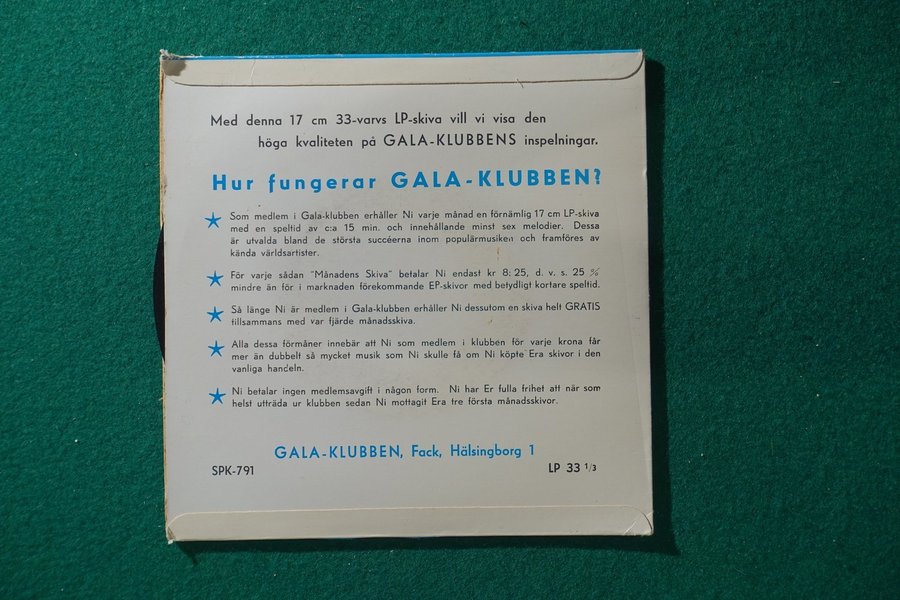 Med denna 17 cm 33-varvs LP-skiva vill vi visa den
höga kvaliteten på GALA-KLUBBENS inspelningar.
Hur fungerar GALA-KLUBBEN?
Som medlem i Gala-klubben erhåller Ni varje månad en förnämlig 17 cm LP-skiva
med en speltid av c:a 15 min. och innehållande minst sex melodier. Dessa
är utvalda bland de största succéerna inom populärmusiken och framföres av
kända världsartister.
För varje sådan "Månadens Skiva" betalar Ni endast kr 8:25, d. v. s. 25 %
mindre än för i marknaden förekommande EP-skivor med betydligt kortare speltid.
Så länge Ni är medlem i Gala-klubben erhåller Ni dessutom en skiva helt GRATIS
tillsammans med var fjärde månadsskiva.
Alla dessa förmåner innebär att Ni som medlem i klubben för varje krona får
mer än dubbelt så mycket musik som Ni skulle få om Ni köpte Era skivor i den
vanliga handeln.
Ni betalar ingen medlemsavgift i någon form. Ni har Er fulla frihet att när som
helst utträda ur klubben sedan Ni mottagit Era tre första månadsskivor.
GALA-KLUBBEN, Fack, Hälsingborg 1
SPK-791 LP 33 1/3